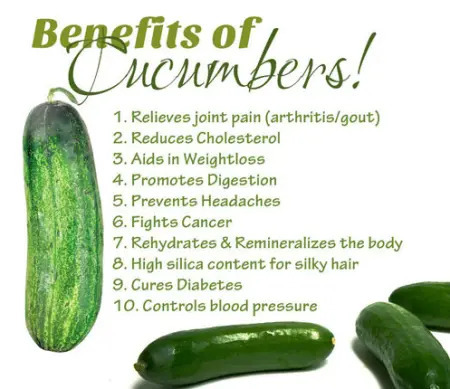 Benefits of
Cucumbers!
1. Relieves joint pain (arthritis/gout)
2. Reduces Cholesterol
3. Aids in Weightloss
4. Promotes Digestion
5. Prevents Headaches
6. Fights Cancer
7. Rehydrates & Remineralizes the body
8. High silica content for silky hair
9. Cures Diabetes
10. Controls blood pressure